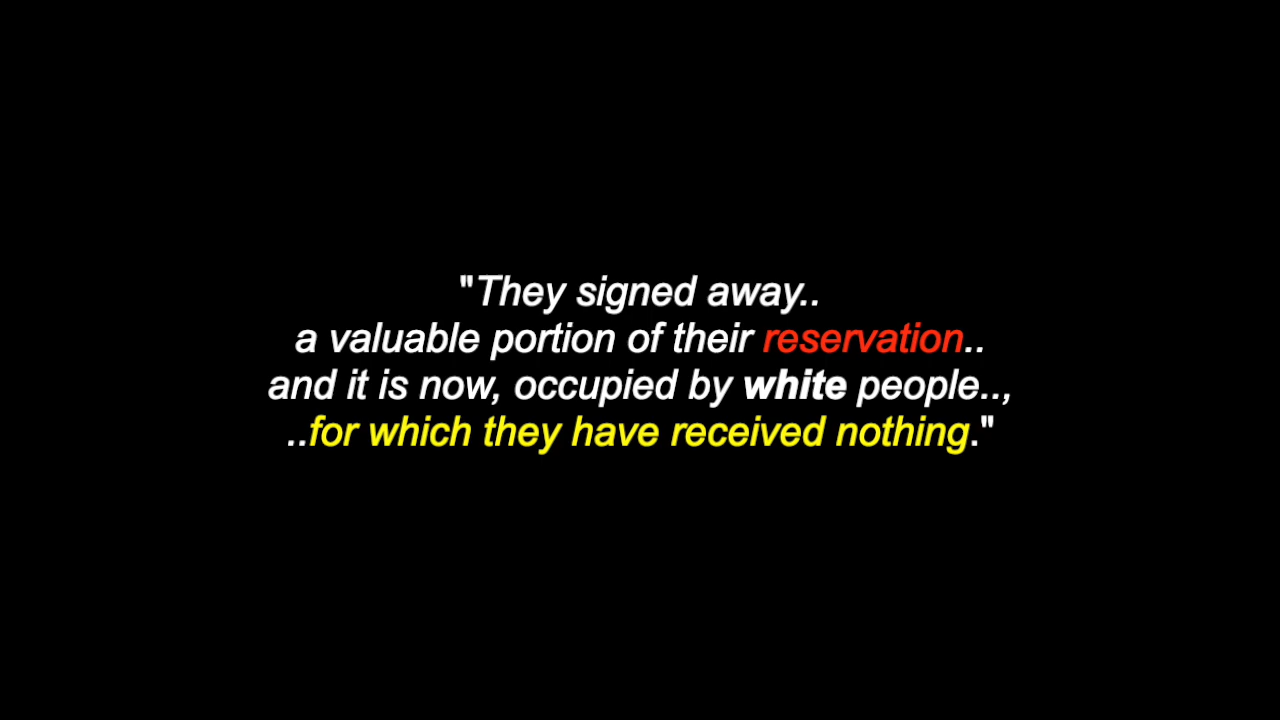 "They signed away..
a valuable portion of their reservation..
and it is now, occupied by white people..,
..for which they have received nothing."